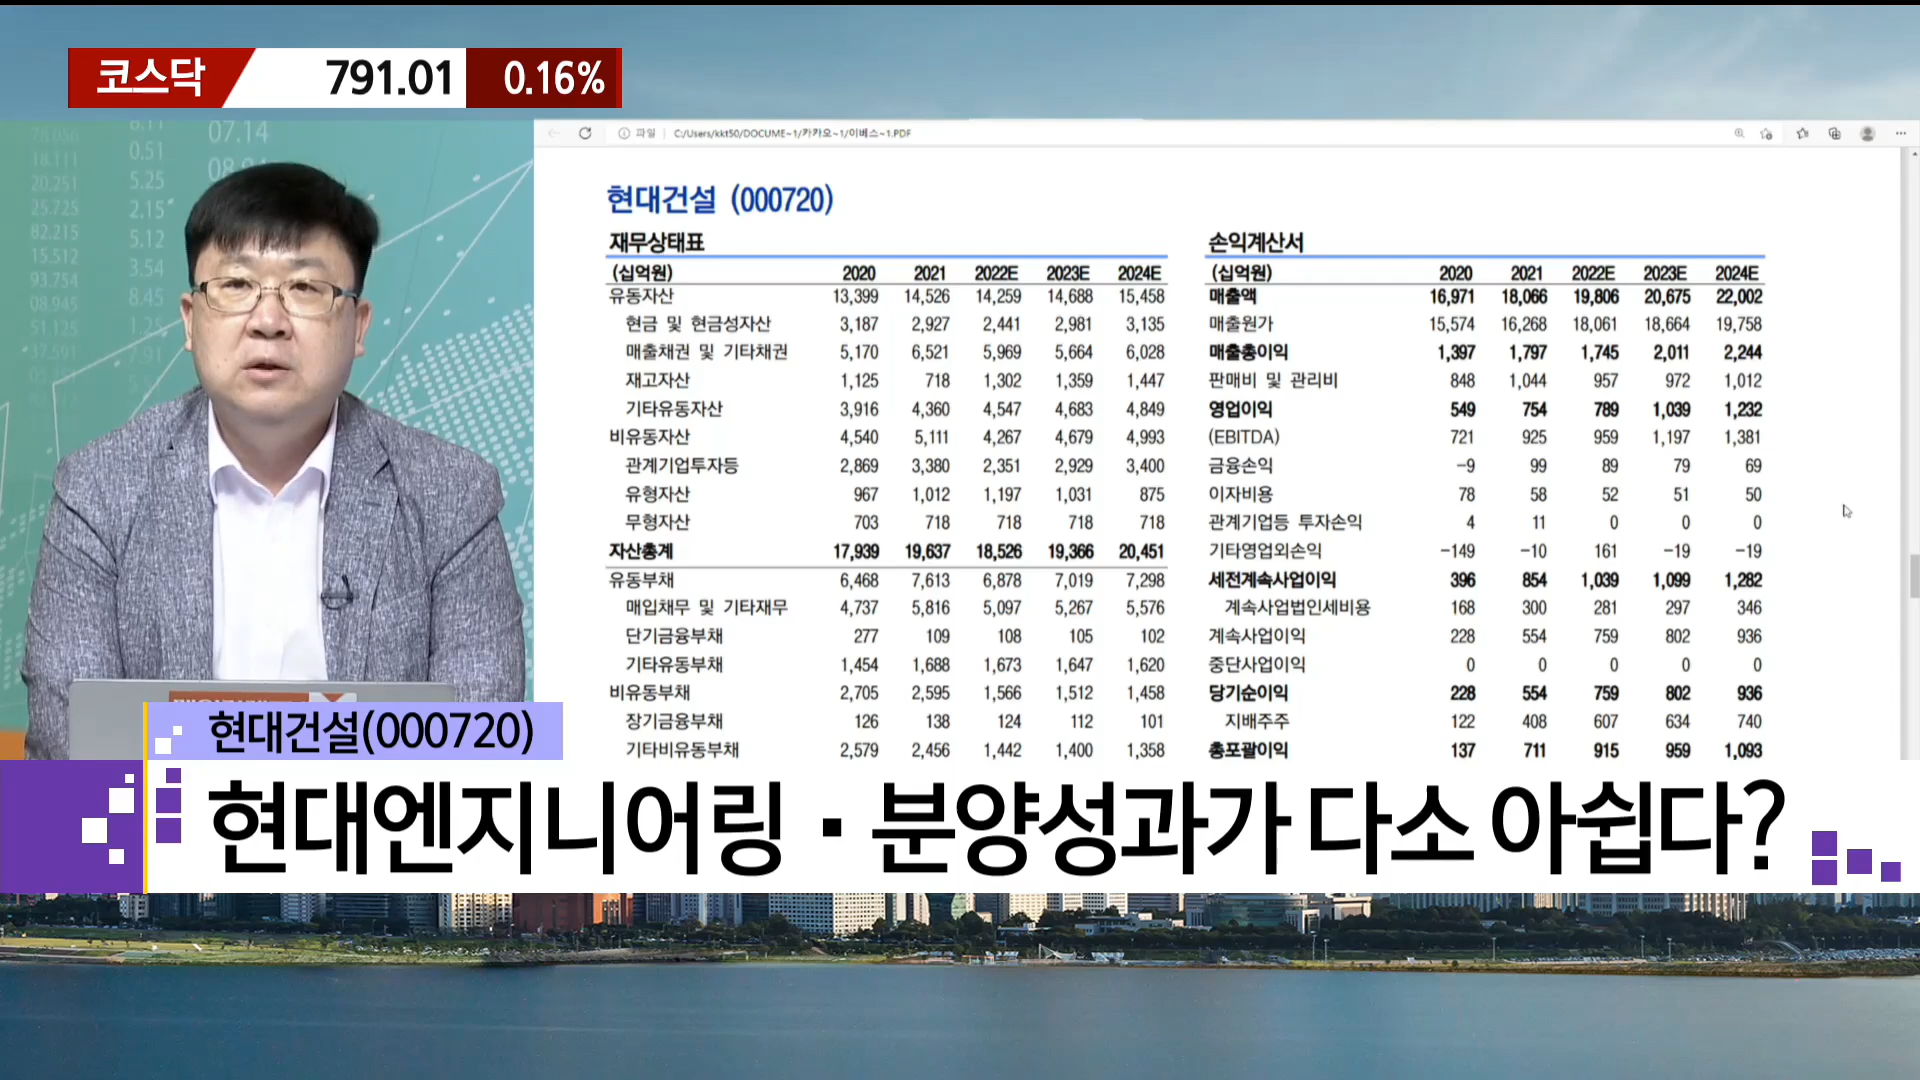 코스닥 791.01 0.16%
07.14
파일 C:/Users/kkt50/DOCUME~1/카카오~1/이베스~1.PDF
현대건설 (000720)
재무상태표
(십억원) 2020 2021 2022E 2023E 2024E
유동자산 13,399 14,526 14,259 14,688 15,458
현금 및 현금성자산 3,187 2,927 2,441 2,981 3,135
매출채권 및 기타채권 5,170 6,521 5,969 5,664 6,028
재고자산 1,125 718 1,302 1,359 1,447
기타유동자산 3,916 4,360 4,547 4,683 4,849
비유동자산 4,540 5,111 4,267 4,679 4,993
관계기업투자등 2,869 3,380 2,351 2,929 3,400
유형자산 967 1,012 1,197 1,031 875
무형자산 703 718 718 718 718
자산총계 17,939 19,637 18,526 19,366 20,451
유동부채 6,468 7,613 6,878 7,019 7,298
매입채무 및 기타재무 4,737 5,816 5,097 5,267 5,576
단기금융부채 277 109 108 105 102
기타유동부채 1,454 1,688 1,673 1,647 1,620
비유동부채 2,705 2,595 1,566 1,512 1,458
장기금융부채 126 138 124 112 101
기타비유동부채 2,579 2,456 1,442 1,400 1,358
손익계산서
(십억원) 2020 2021 2022E 2023E 2024E
매출액 16,971 18,066 19,806 20,675 22,002
매출원가 15,574 16,268 18,061 18,664 19,758
매출총이익 1,397 1,797 1,745 2,011 2,244
판매비 및 관리비 848 1,044 957 972 1,012
영업이익 549 754 789 1,039 1,232
(EBITDA) 721 925 959 1,197 1,381
금융손익 -9 99 89 79 69
이자비용 78 58 52 51 50
관계기업등 투자손익 4 11 0 0 0
기타영업외손익 -149 -10 161 -19 -19
세전계속사업이익 396 854 1,039 1,099 1,282
계속사업법인세비용 168 300 281 297 346
계속사업이익 228 554 759 802 936
중단사업이익 0 0 0 0 0
당기순이익 228 554 759 802 936
지배주주 122 408 607 634 740
총포괄이익 137 711 915 959 1,093
현대건설(000720)
현대엔지니어링 · 분양성과가 다소 아쉽다?